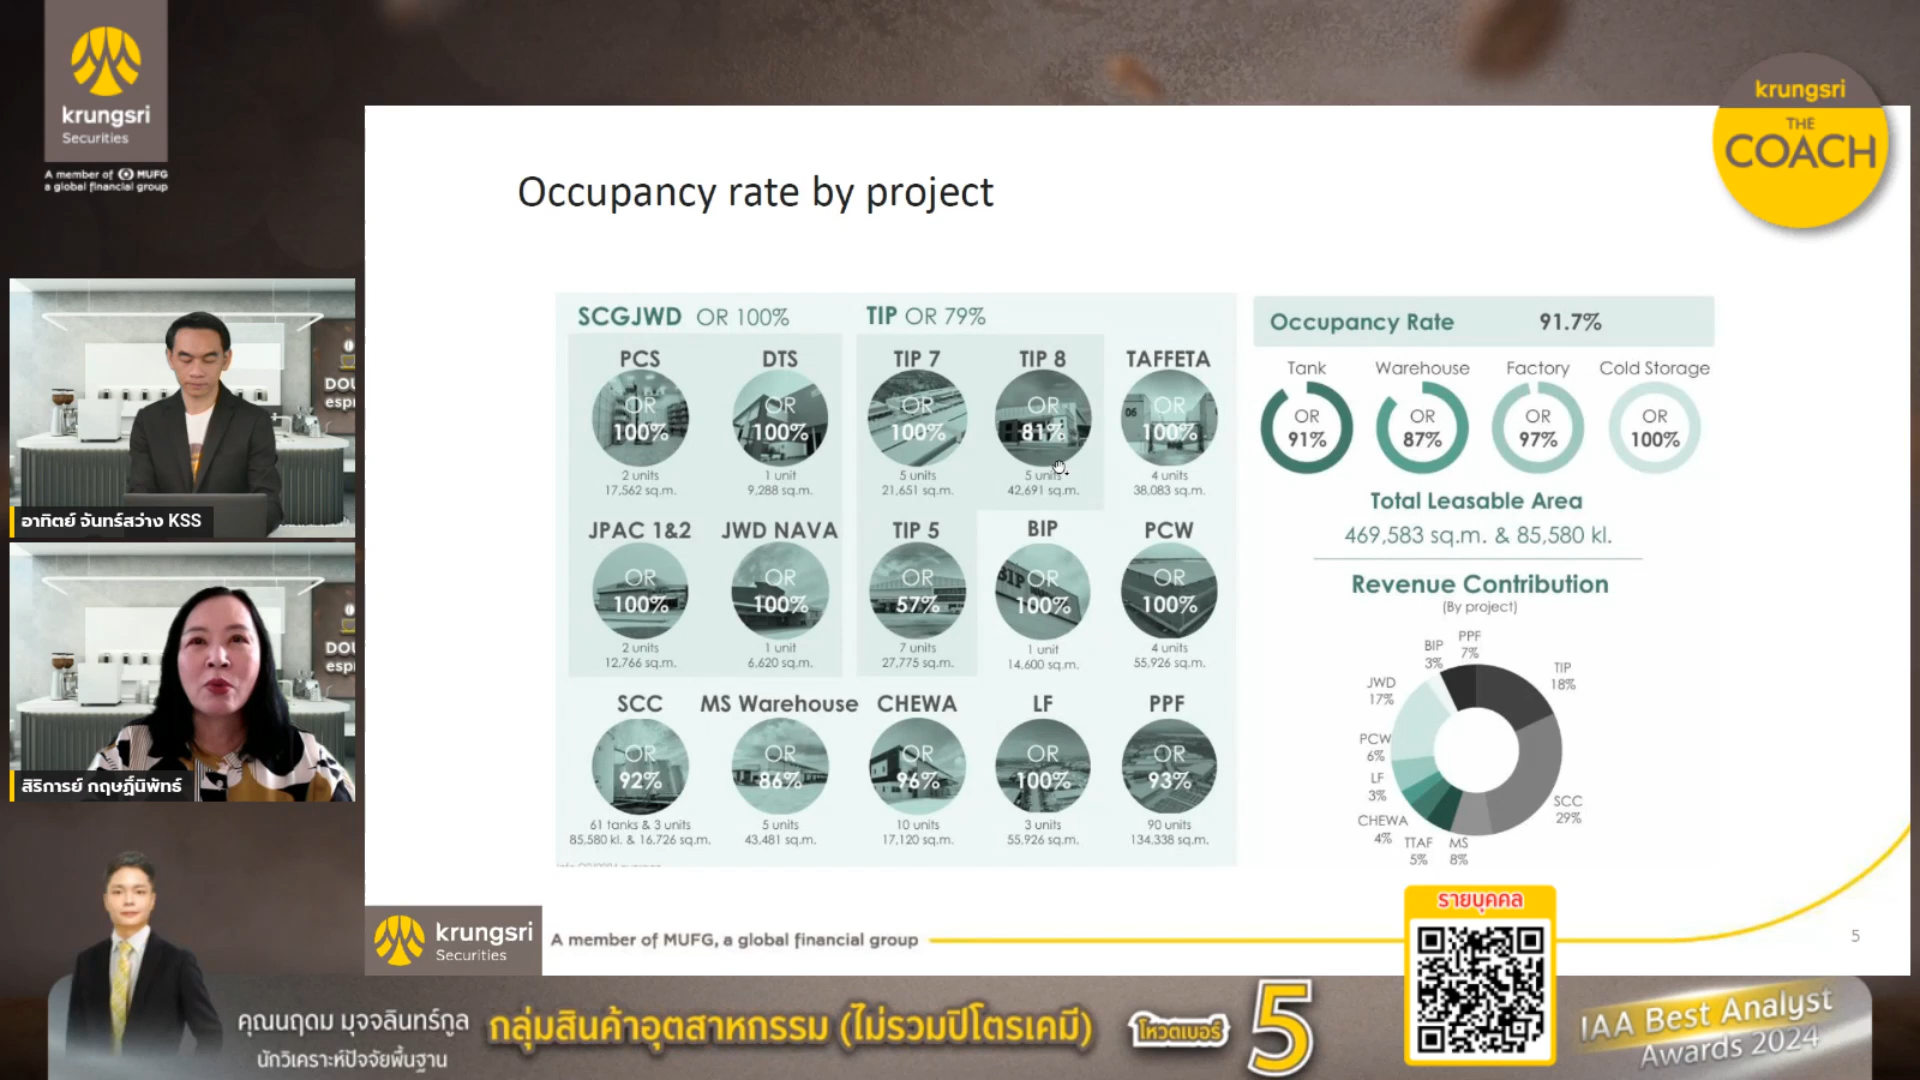 krungsri
Securities
A member of MUFG
a global financial group
krungsri
THE
COACH
Occupancy rate by project
SCGJWD OR 100%
TIP OR 79%
PCS
OR
100%
2 units
17,562 sq.m.
DTS
OR
100%
1 unit
9,288 sq.m.
TIP 7
OR
100%
5 units
21,651 sq.m.
TIP 8
OR
81%
5 units
42,691 sq.m.
TAFFETA
06
OR
100%
4 units
38,083 sq.m.
JPAC 1&2
OR
100%
2 units
12,766 sq.m.
JWD NAVA
OR
100%
1 unit
6,620 sq.m.
TIP 5
OR
57%
7 units
27,775 sq.m.
BIP
BIP
OR
100%
1 unit
14,600 sq.m.
PCW
OR
100%
4 units
55,926 sq.m.
SCC
OR
92%
61 tanks & 3 units
85,580 kl. & 16,726 sq.m.
MS Warehouse
OR
86%
5 units
43,481 sq.m.
CHEWA
OR
96%
10 units
17,120 sq.m.
LF
OR
100%
3 units
55,926 sq.m.
PPF
OR
93%
90 units
134,338 sq.m.
Occupancy Rate 91.7%
Tank
OR
91%
Warehouse
OR
87%
Factory
OR
97%
Cold Storage
OR
100%
Total Leasable Area
469,583 sq.m. & 85,580 kl.
Revenue Contribution
(By project)
PPF
7%
BIP
3%
TIP
18%
JWD
17%
PCW
6%
LF
3%
SCC
29%
CHEWA
4%
TTAF
5%
MS
8%
DOU
espr
อาทิตย์ จันทร์สว่าง KSS
DOU
espr
สิริการย์ กฤษฎิ์นิพัทธ์
krungsri
Securities
A member of MUFG, a global financial group
5
รายบุคคล
คุณนฤดม มุจจลินทร์กูล
นักวิเคราะห์ปัจจัยพื้นฐาน
กลุ่มสินค้าอุตสาหกรรม (ไม่รวมปิโตรเคมี)
โหวตเบอร์
5
IAA Best Analyst
Awards 2024